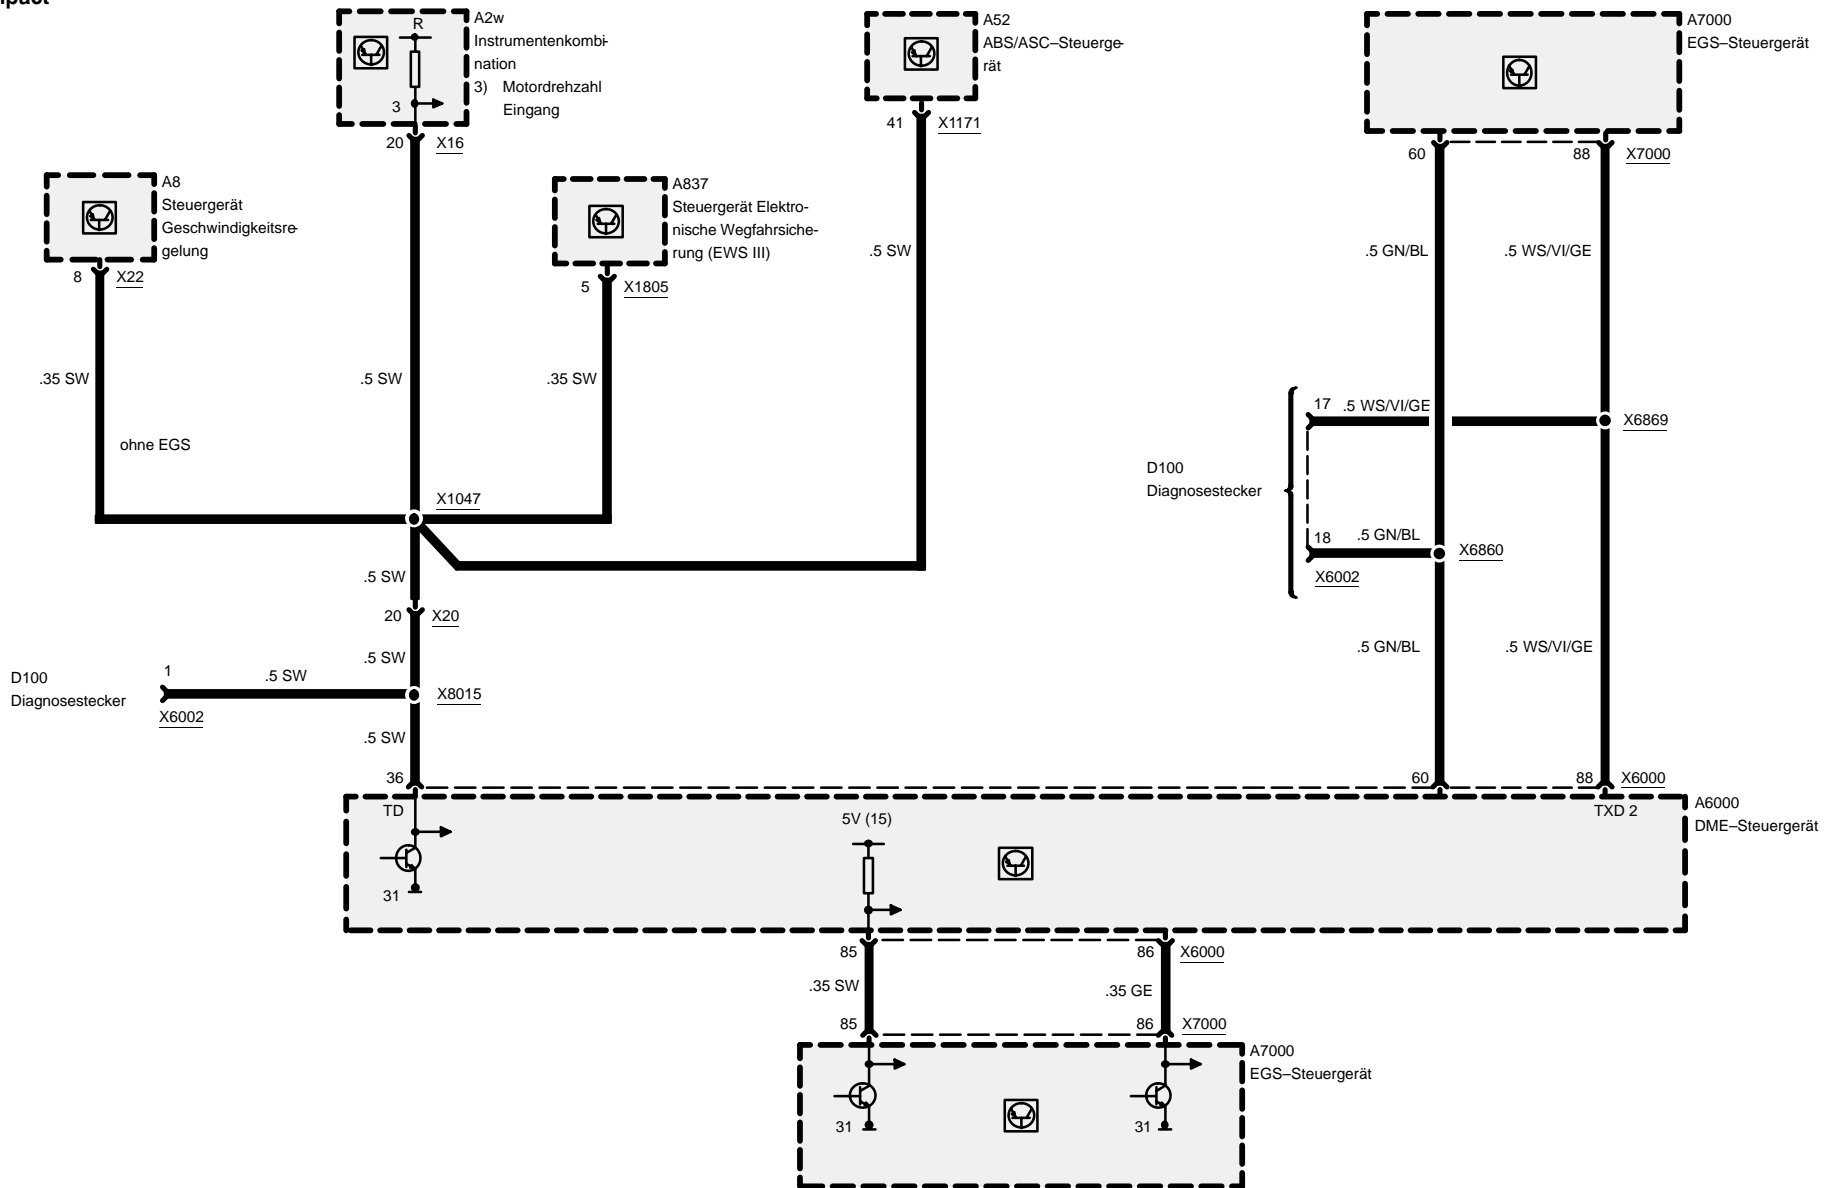 R
A2w
Instrumentenkombi-
nation
3) Motordrehzahl
Eingang
3
20 X16
A52
ABS/ASC–Steuerge-
rät
41 X1171
A7000
EGS–Steuergerät
60 88 X7000
A8
Steuergerät
Geschwindigkeitsre-
gelung
8 X22
A837
Steuergerät Elektro-
nische Wegfahrsiche-
rung (EWS III)
5 X1805
.5 SW
.5 GN/BL
.5 WS/VI/GE
.35 SW
.5 SW
.35 SW
ohne EGS
17 .5 WS/VI/GE
X6869
D100
Diagnosestecker
X1047
18 .5 GN/BL
X6860
X6002
.5 SW
20 X20
.5 SW
.5 GN/BL
.5 WS/VI/GE
D100
Diagnosestecker
1
.5 SW
X6002
X8015
.5 SW
36
60
88 X6000
TD
5V (15)
TXD 2
A6000
DME–Steuergerät
31
85
86 X6000
.35 SW
.35 GE
85
86 X7000
A7000
EGS–Steuergerät
31
31